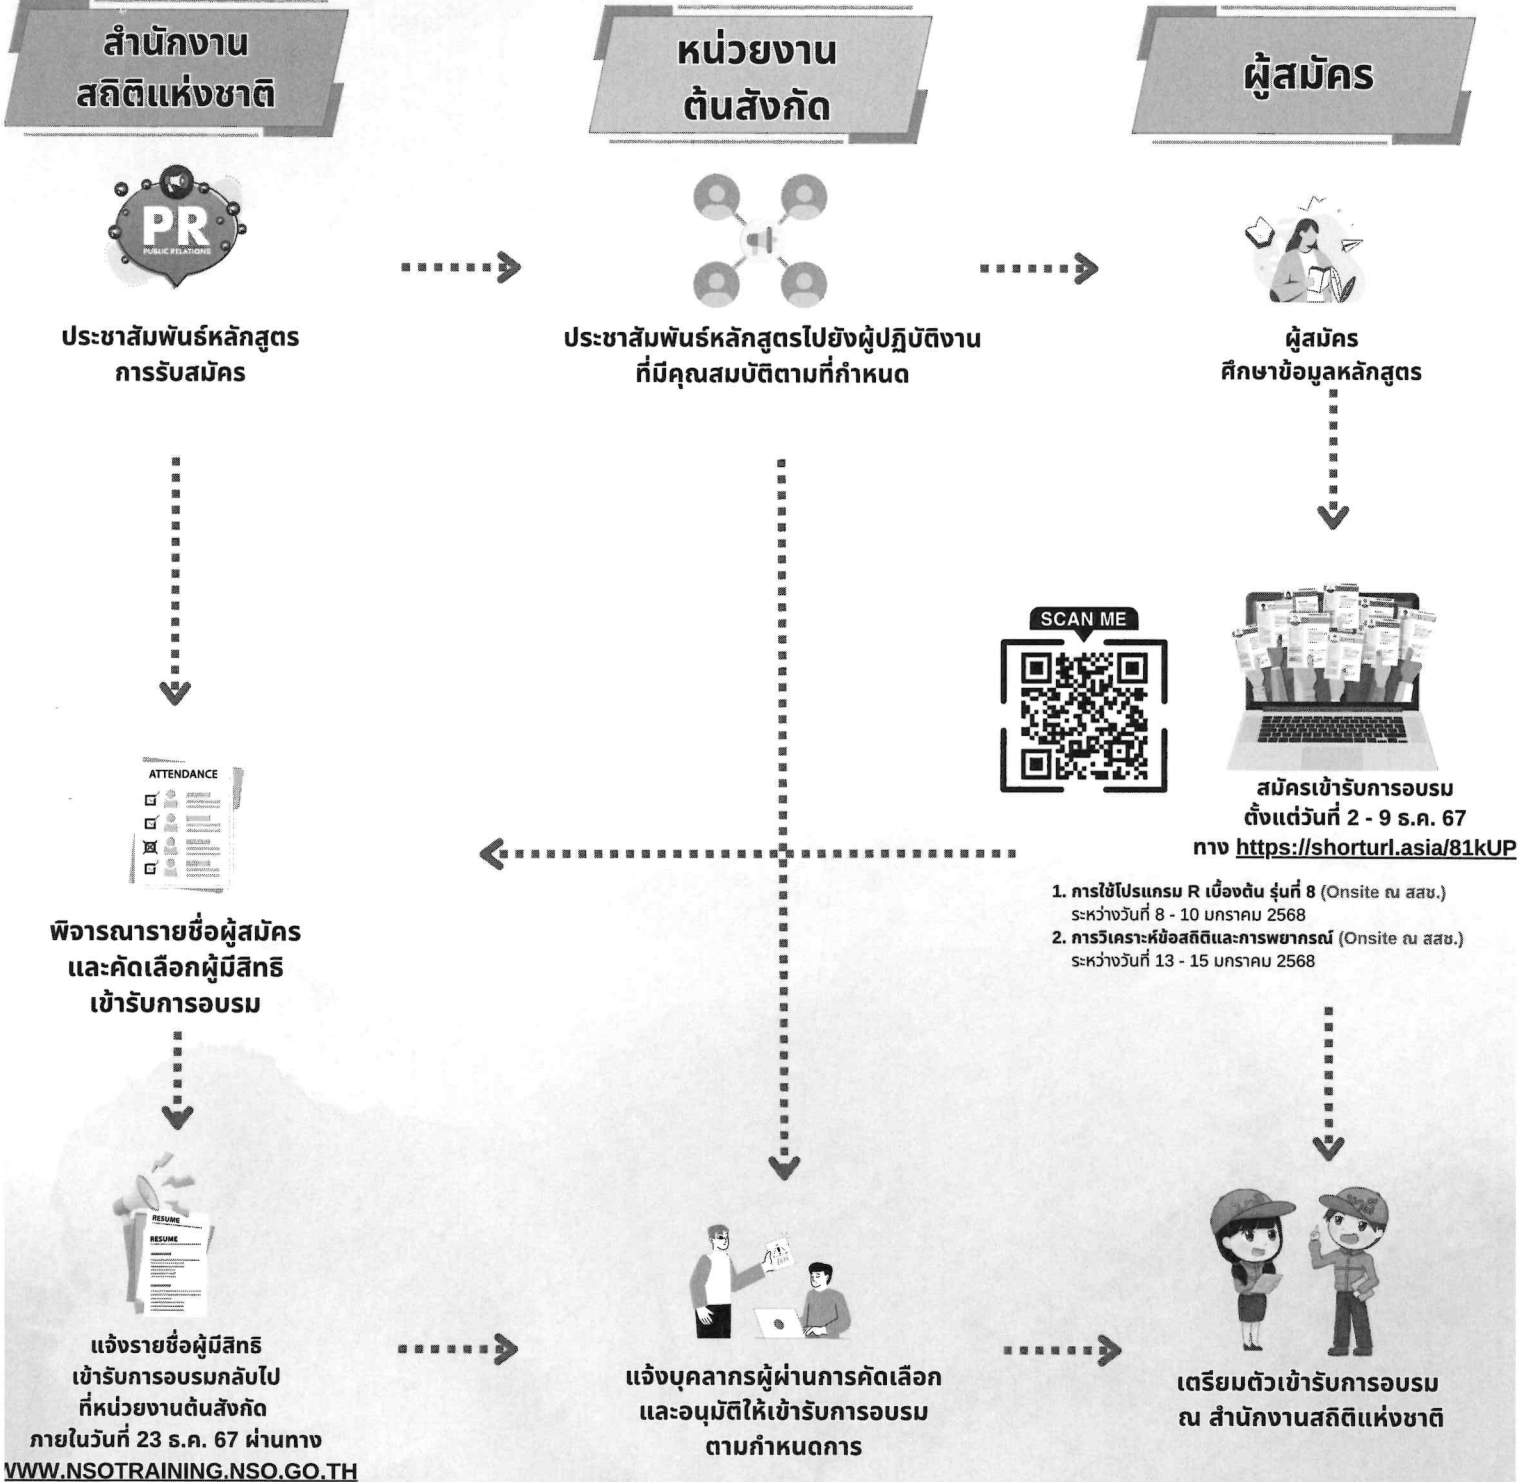 สำนักงาน
สถิติแห่งชาติ
หน่วยงาน
ต้นสังกัด
ผู้สมัคร
PR
PUBLIC RELATIONS
ประชาสัมพันธ์หลักสูตร
การรับสมัคร
ประชาสัมพันธ์หลักสูตรไปยังผู้ปฏิบัติงาน
ที่มีคุณสมบัติตามที่กำหนด
ผู้สมัคร
ศึกษาข้อมูลหลักสูตร
SCAN ME
สมัครเข้ารับการอบรม
ตั้งแต่วันที่ 2 - 9 ธ.ค. 67
ทาง https://shorturl.asia/81kUP
1. การใช้โปรแกรม R เบื้องต้น รุ่นที่ 8 (Onsite ณ สสช.)
ระหว่างวันที่ 8 - 10 มกราคม 2568
2. การวิเคราะห์ข้อสถิติและการพยากรณ์ (Onsite ณ สสช.)
ระหว่างวันที่ 13 - 15 มกราคม 2568
ATTENDANCE
พิจารณารายชื่อผู้สมัคร
และคัดเลือกผู้มีสิทธิ
เข้ารับการอบรม
RESUME
RESUME
แจ้งรายชื่อผู้มีสิทธิ
เข้ารับการอบรมกลับไป
ที่หน่วยงานต้นสังกัด
ภายในวันที่ 23 ธ.ค. 67 ผ่านทาง
WWW.NSOTRAINING.NSO.GO.TH
แจ้งบุคลากรผู้ผ่านการคัดเลือก
และอนุมัติให้เข้ารับการอบรม
ตามกำหนดการ
เตรียมตัวเข้ารับการอบรม
ณ สำนักงานสถิติแห่งชาติ